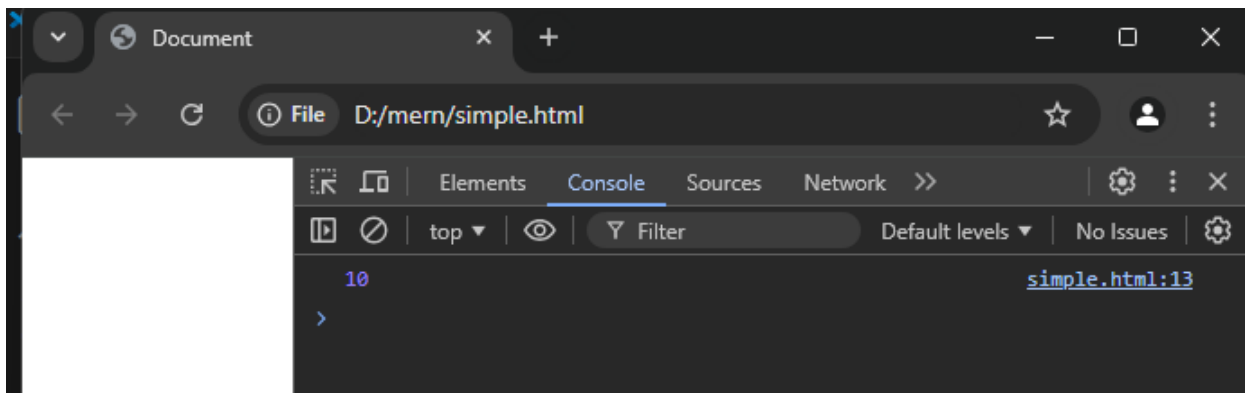 Document
File D:/mern/simple.html
Elements Console Sources Network
top Filter Default levels No Issues
10 simple.html:13